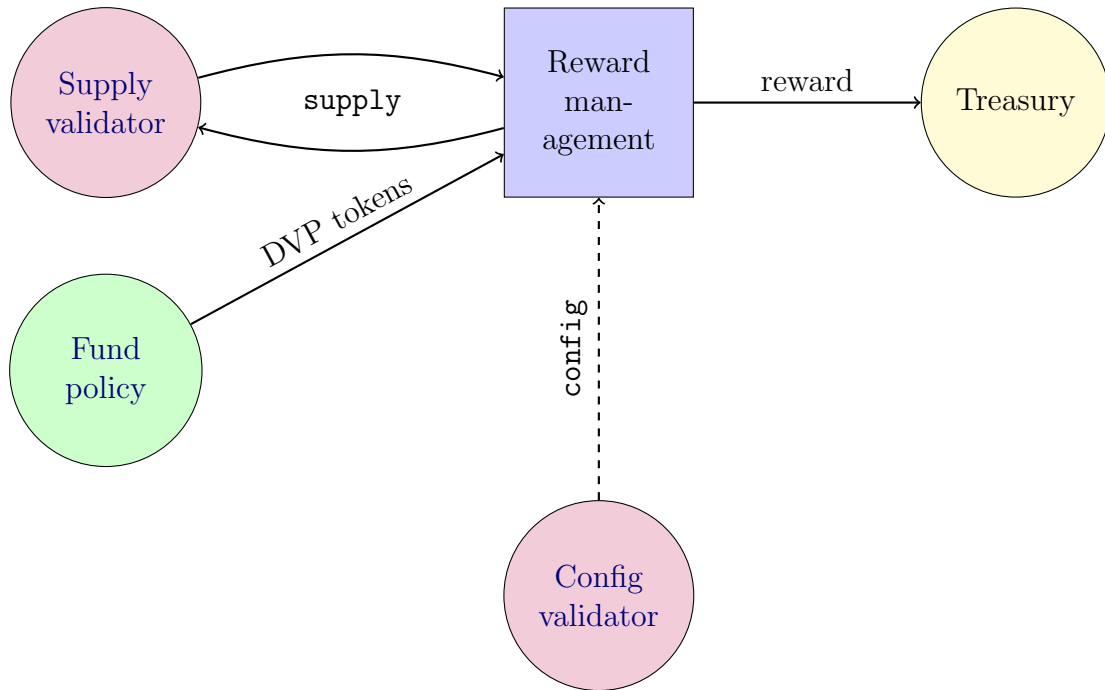 Supply
validator
supply
Reward
man-
agement
reward
Treasury
DVP tokens
Fund
policy
config
Config
validator